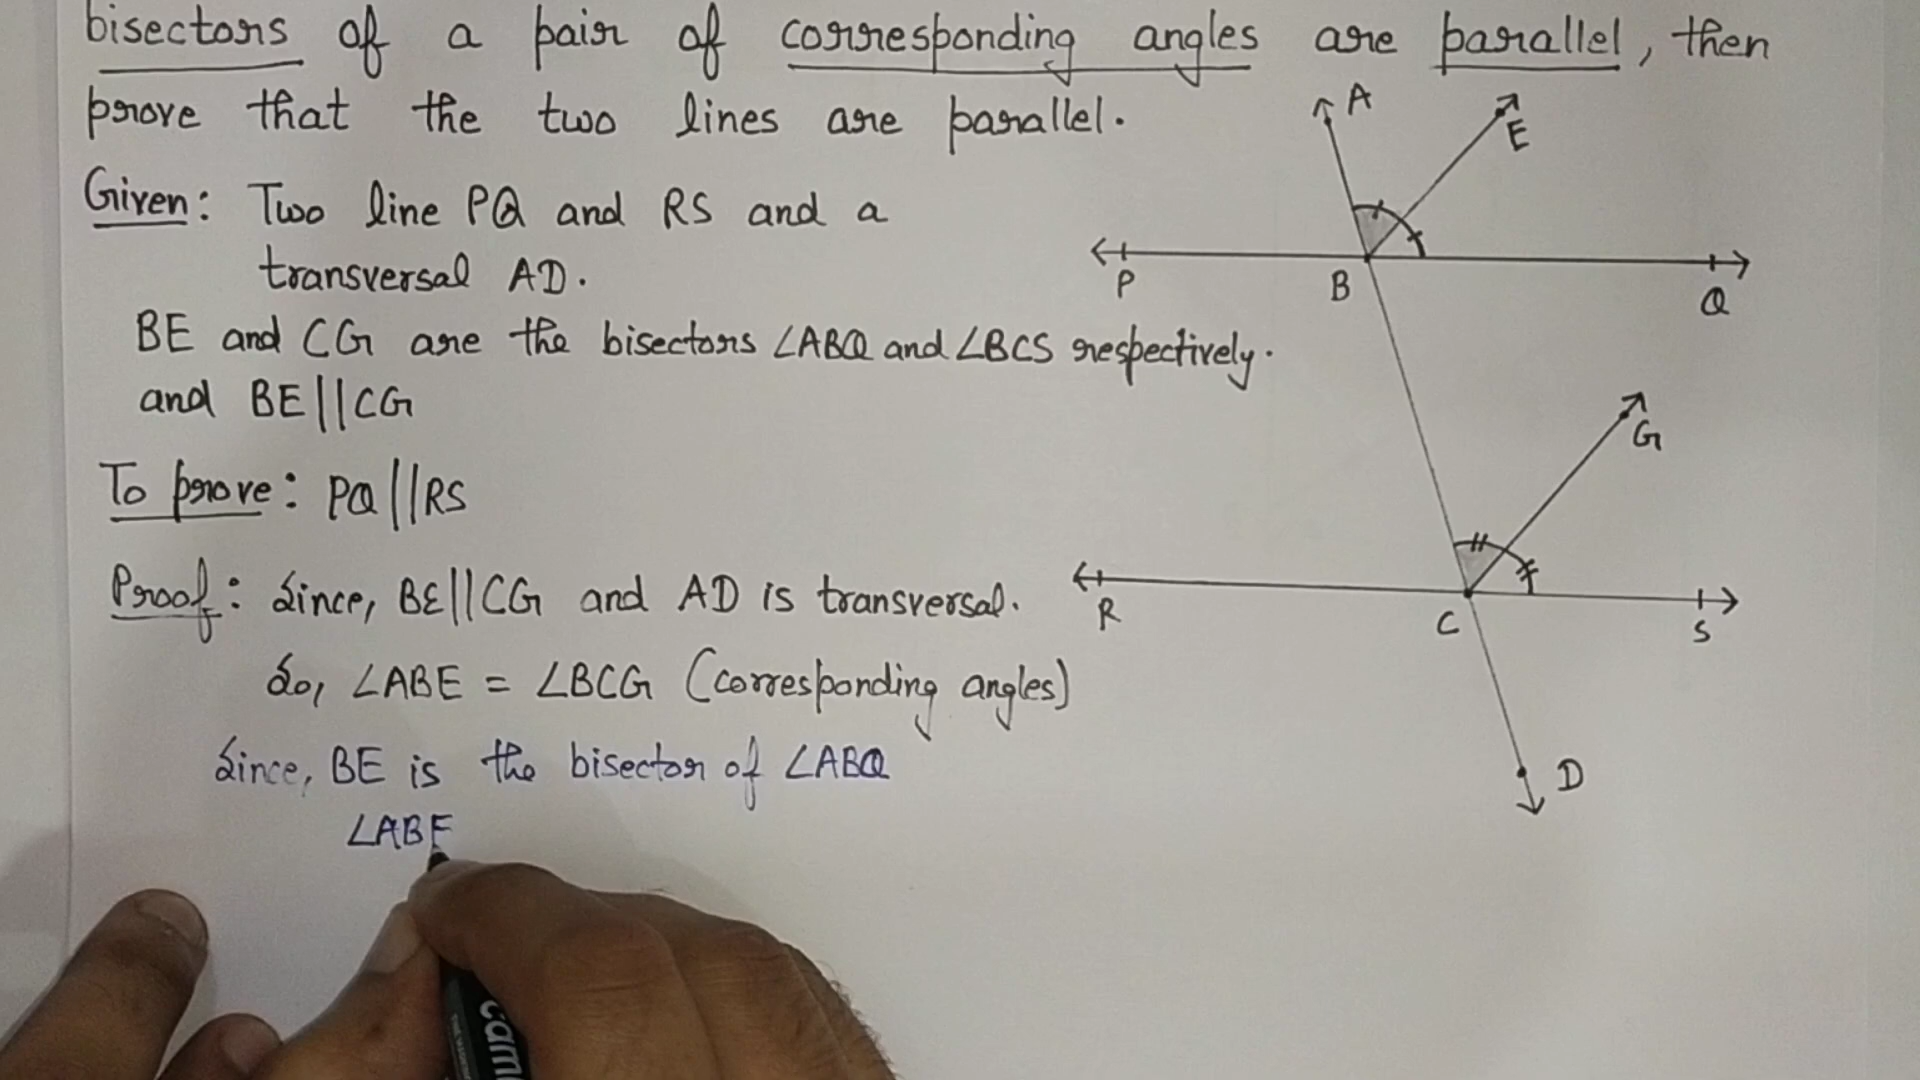 bisectors of a pair of corresponding angles are parallel, then
prove that the two lines are parallel.
Given: Two line PQ and RS and a
transversal AD.
BE and CG are the bisectors ∠ABQ and ∠BCS respectively.
and BE||CG
To prove: PQ||RS
Proof: Since, BE||CG and AD is transversal.
So, ∠ABE = ∠BCG (corresponding angles)
Since, BE is the bisector of ∠ABQ
∠ABE
A
E
P
B
Q
G
R
C
S
D
cam